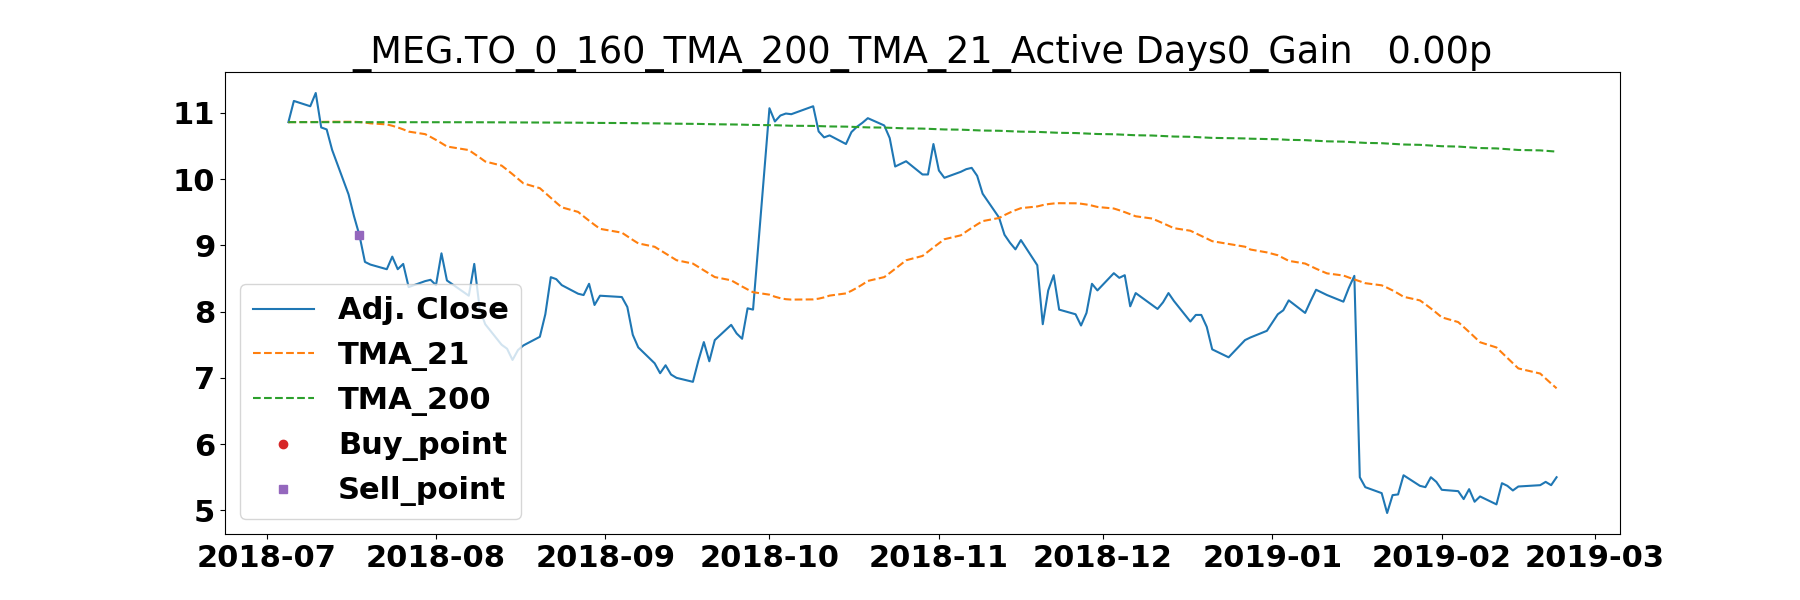 _MEG.TO_0_160_TMA_200_TMA_21_Active Days0_Gain   0.00p
11
10
9
8
7
6
5
Adj. Close
TMA_21
TMA_200
Buy_point
Sell_point
2018-07 2018-08 2018-09 2018-10 2018-11 2018-12 2019-01 2019-02 2019-03